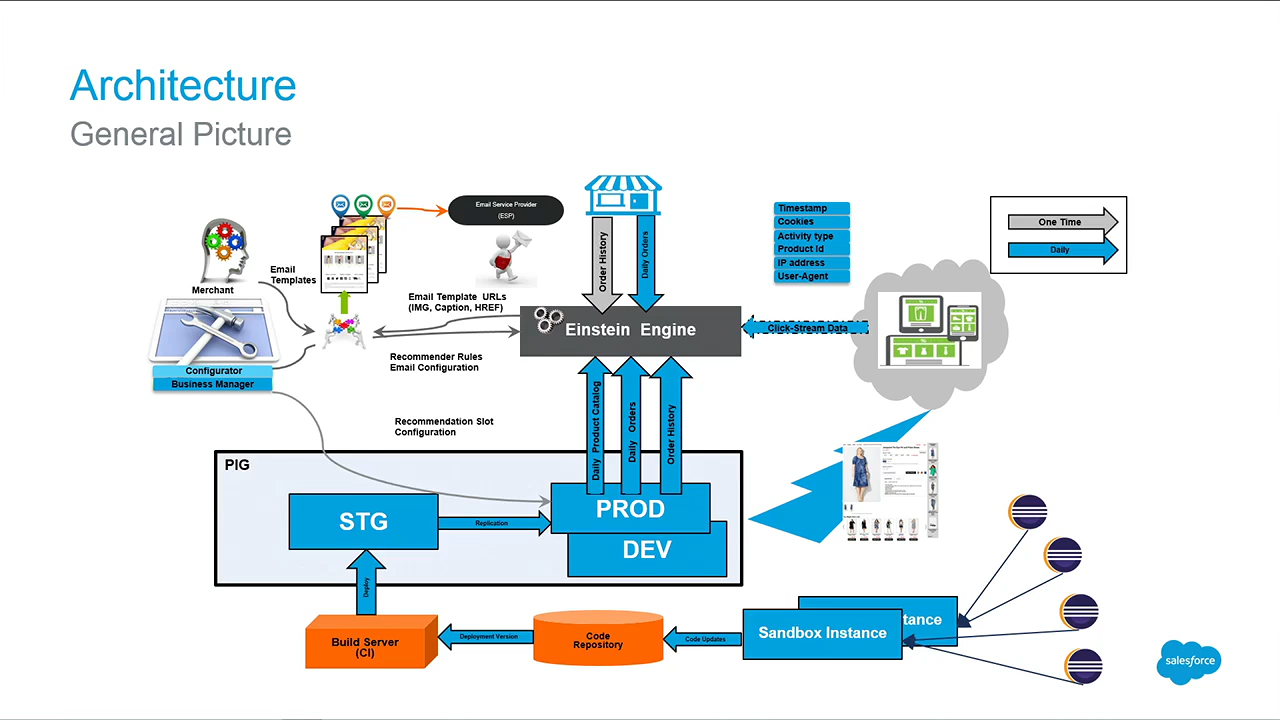 Architecture
General Picture
Email Service Provider
(ESP)
Timestamp
Cookies
Activity type
Product Id
IP address
User-Agent
One Time
Daily
Order History
Daily Orders
Email
Templates
Merchant
Email Template URLs
(IMG, Caption, HREF)
Einstein Engine
Click-Stream Data
Recommender Rules
Email Configuration
Configurator
Business Manager
Recommendation Slot
Configuration
Daily Product Catalog
Daily Orders
Order History
PIG
STG
Replication
PROD
DEV
Deploy
Build Server
(CI)
Deployment Version
Code
Repository
Code Updates
Sandbox Instance
tance
salesforce